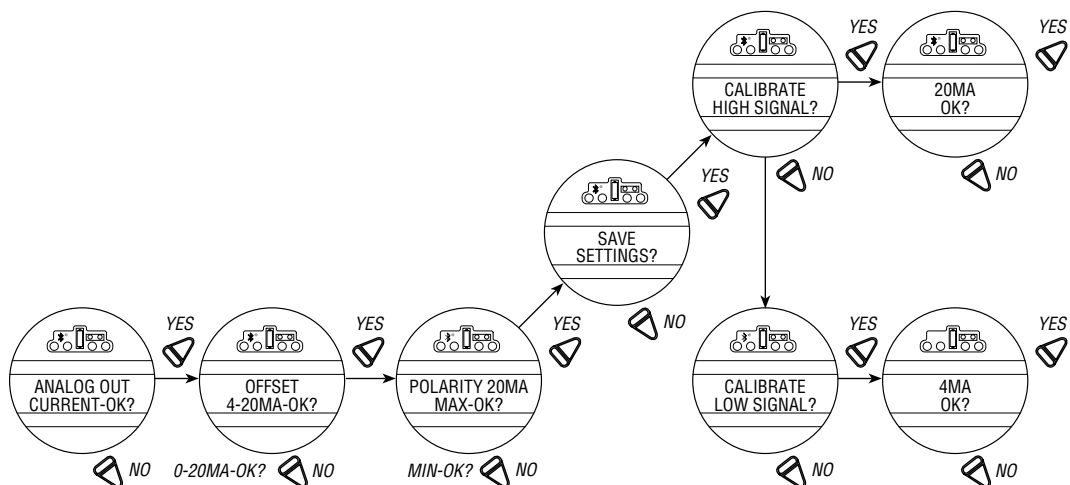 YES
YES
CALIBRATE
HIGH SIGNAL?
20MA
OK?
NO
NO
YES
SAVE
SETTINGS?
NO
YES
YES
YES
YES
YES
ANALOG OUT
CURRENT-OK?
OFFSET
4-20MA-OK?
POLARITY 20MA
MAX-OK?
CALIBRATE
LOW SIGNAL?
4MA
OK?
NO
0-20MA-OK?
NO
MIN-OK?
NO
NO
NO